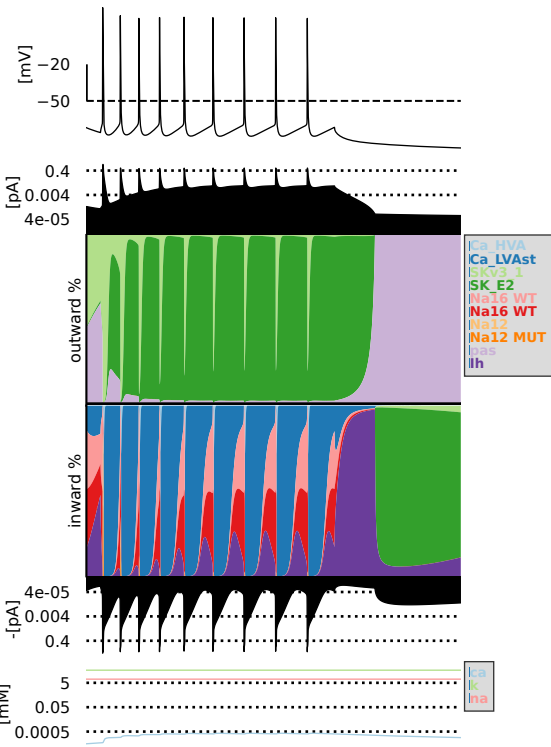 [mV]
−20
−50
[pA]
0.4
0.004
4e-05
outward %
Ca_HVA
Ca_LVAst
SKv3_1
SK_E2
Na16 WT
Na16 WT
Na12
Na12 MUT
pas
Ih
inward %
-[pA]
4e-05
0.004
0.4
[mM]
5
0.05
0.0005
ca
k
na